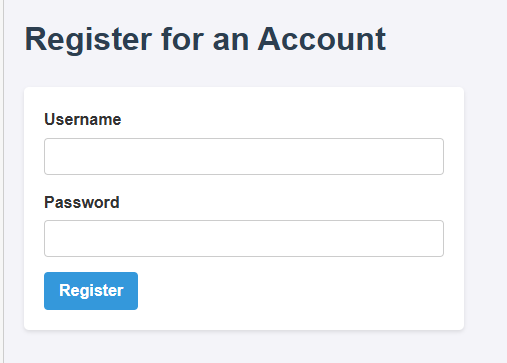 Register for an Account
Username
Password
Register